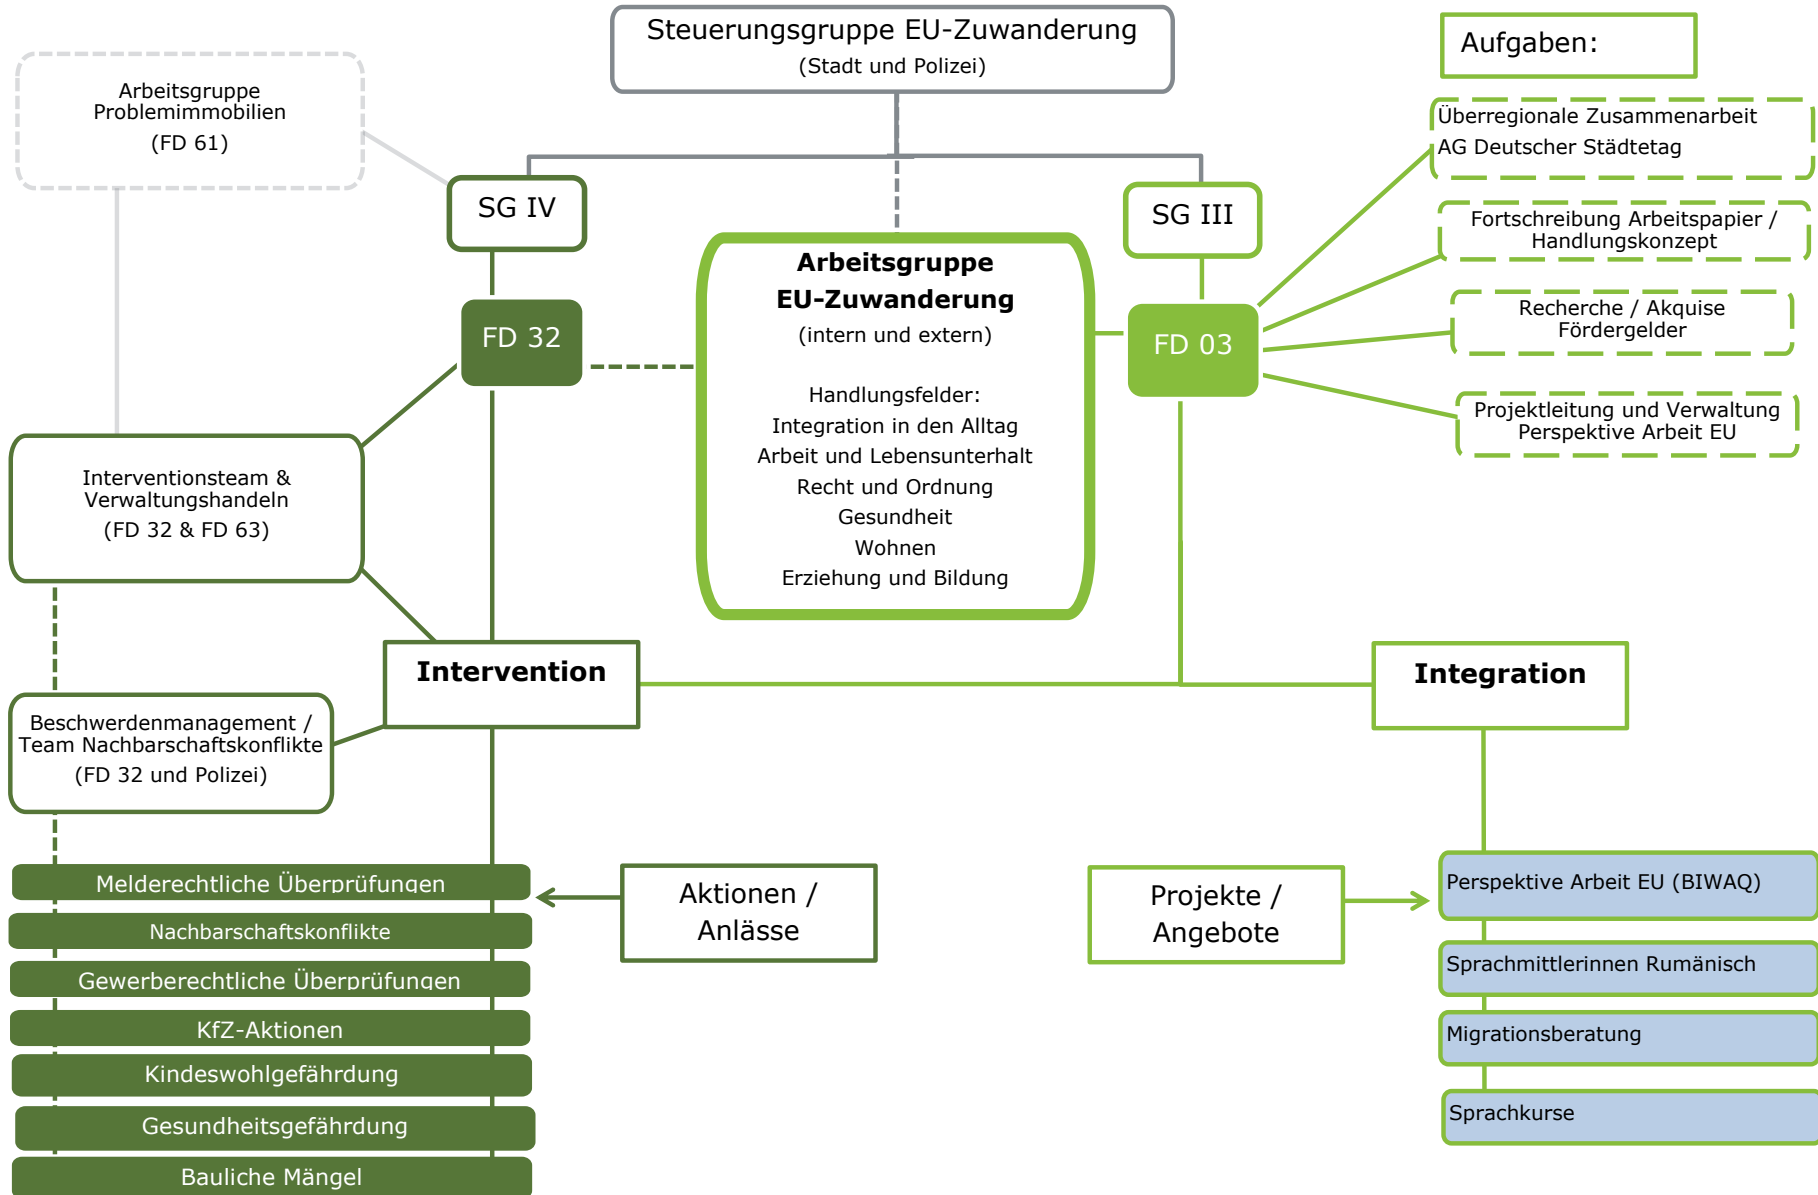 Steuerungsgruppe EU-Zuwanderung
(Stadt und Polizei)
Aufgaben:
Arbeitsgruppe
Problemimmobilien
(FD 61)
Überregionale Zusammenarbeit
AG Deutscher Städtetag
SG IV
SG III
Fortschreibung Arbeitspapier /
Handlungskonzept
Arbeitsgruppe
EU-Zuwanderung
(intern und extern)
Handlungsfelder:
Integration in den Alltag
Arbeit und Lebensunterhalt
Recht und Ordnung
Gesundheit
Wohnen
Erziehung und Bildung
FD 32
FD 03
Recherche / Akquise
Fördergelder
Projektleitung und Verwaltung
Perspektive Arbeit EU
Interventionsteam &
Verwaltungshandeln
(FD 32 & FD 63)
Intervention
Integration
Beschwerdenmanagement /
Team Nachbarschaftskonflikte
(FD 32 und Polizei)
Melderechtliche Überprüfungen
Nachbarschaftskonflikte
Gewerberechtliche Überprüfungen
KfZ-Aktionen
Kindeswohlgefährdung
Gesundheitsgefährdung
Bauliche Mängel
Aktionen /
Anlässe
Projekte /
Angebote
Perspektive Arbeit EU (BIWAQ)
Sprachmittlerinnen Rumänisch
Migrationsberatung
Sprachkurse